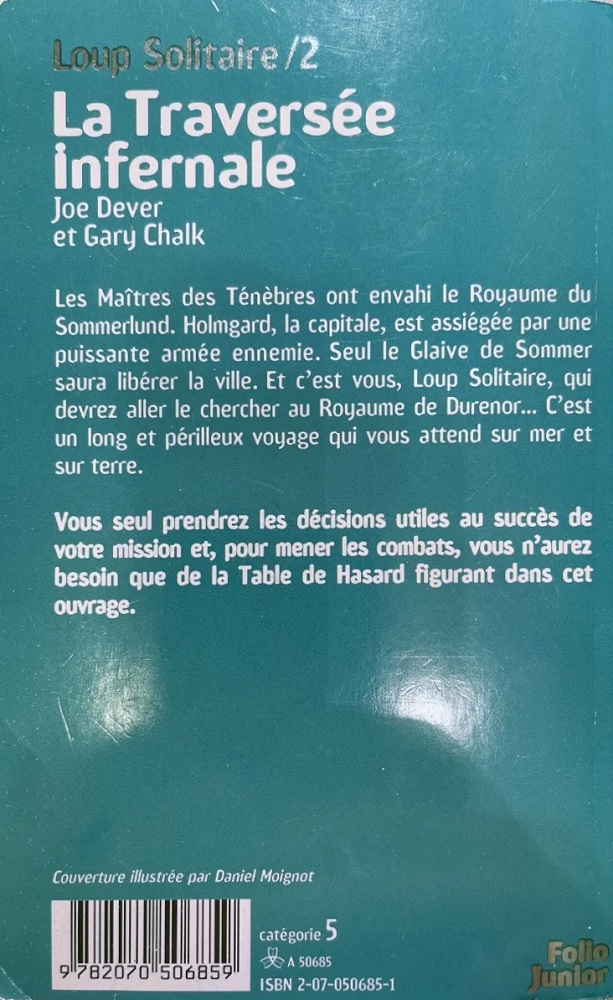 Loup Solitaire/2
La Traversée
infernale
Joe Dever
et Gary Chalk
Les Maîtres des Ténèbres ont envahi le Royaume du
Sommerlund. Holmgard, la capitale, est assiégée par une
puissante armée ennemie. Seul le Glaive de Sommer
saura libérer la ville. Et c'est vous, Loup Solitaire, qui
devrez aller le chercher au Royaume de Durenor... C'est
un long et périlleux voyage qui vous attend sur mer et
sur terre.
Vous seul prendrez les décisions utiles au succès de
votre mission et, pour mener les combats, vous n'aurez
besoin que de la Table de Hasard figurant dans cet
ouvrage.
Couverture illustrée par Daniel Moignot
9 782070 506859
catégorie 5
A 50685
ISBN 2-07-050685-1
Folio
Junior